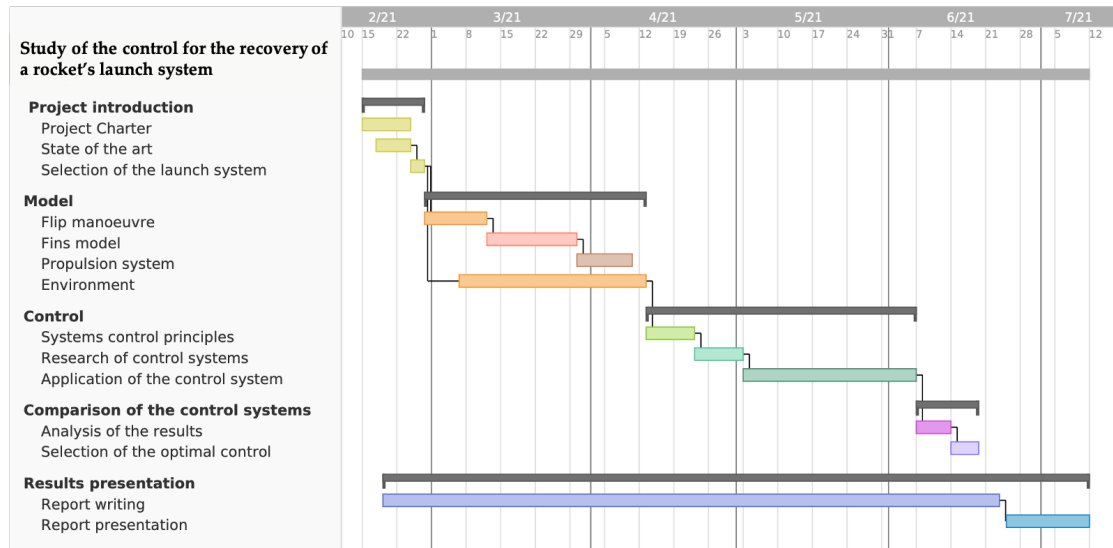 2/21 3/21 4/21 5/21 6/21 7/21
10 15 22 1 8 15 22 29 5 12 19 26 3 10 17 24 31 7 14 21 28 5 12
Study of the control for the recovery of
a rocket's launch system
Project introduction
Project Charter
State of the art
Selection of the launch system
Model
Flip manoeuvre
Fins model
Propulsion system
Environment
Control
Systems control principles
Research of control systems
Application of the control system
Comparison of the control systems
Analysis of the results
Selection of the optimal control
Results presentation
Report writing
Report presentation